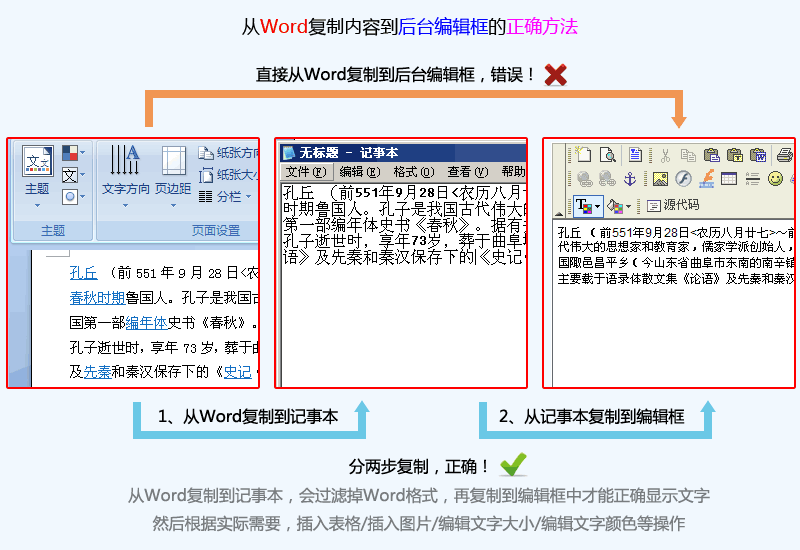 从Word复制内容到后台编辑框的正确方法
直接从Word复制到后台编辑框，错误！
主题
文字方向
页边距
纸张方向
纸张大小
分栏
主题
页面设置
孔丘 （前 551 年 9 月 28 日<农
春秋时期鲁国人。孔子是我国古
国第一部编年体史书《春秋》。
孔子逝世时，享年 73 岁，葬于曲
及先秦和秦汉保存下的《史记
无标题 - 记事本
文件(F) 编辑(E) 格式(O) 查看(V) 帮助
孔丘 （前551年9月28日<农历八月
时期鲁国人。孔子是我国古代伟大的
第一部编年体史书《春秋》。据有
孔子逝世时，享年73岁，葬于曲阜
语》及先秦和秦汉保存下的《史记
源代码
孔丘 （ 前551年9月28日<农历八月廿七>~~前
代伟大的思想家和教育家，儒家学派创始人，
国陬邑昌平乡（今山东省曲阜市东南的南辛镇
主要载于语录体散文集《论语》及先秦和秦汉
1、从Word复制到记事本
2、从记事本复制到编辑框
分两步复制，正确！
从Word复制到记事本，会过滤掉Word格式，再复制到编辑框中才能正确显示文字
然后根据实际需要，插入表格/插入图片/编辑文字大小/编辑文字颜色等操作